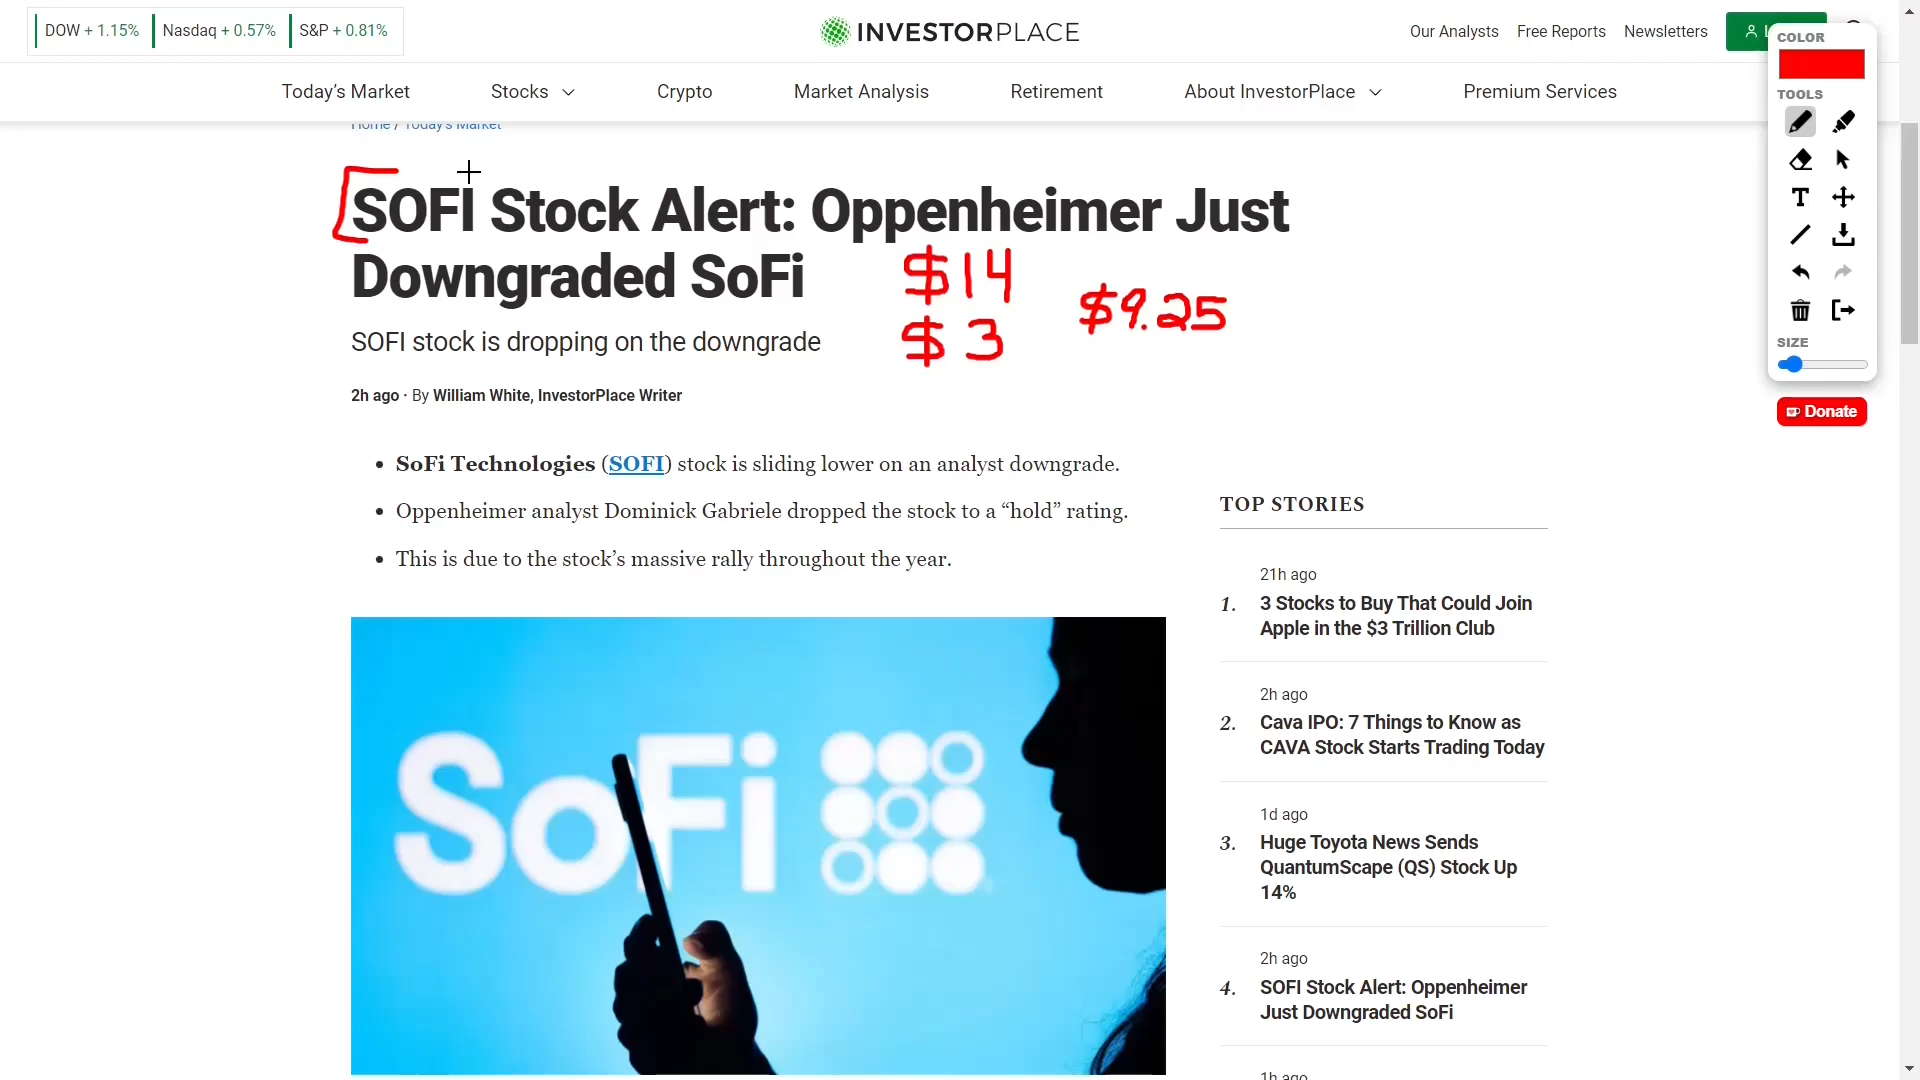 DOW + 1.15% Nasdaq + 0.57% S&P + 0.81%
INVESTORPLACE
Our Analysts Free Reports Newsletters
Today's Market Stocks Crypto Market Analysis Retirement About InvestorPlace Premium Services
Home / Today's Market
SOFI Stock Alert: Oppenheimer Just
Downgraded SoFi
$14
$3
$9.25
SOFI stock is dropping on the downgrade
2h ago · By William White, InvestorPlace Writer
• SoFi Technologies (SOFI) stock is sliding lower on an analyst downgrade.
• Oppenheimer analyst Dominick Gabriele dropped the stock to a “hold” rating.
• This is due to the stock’s massive rally throughout the year.
SoFi
TOP STORIES
21h ago
1. 3 Stocks to Buy That Could Join
Apple in the $3 Trillion Club
2h ago
2. Cava IPO: 7 Things to Know as
CAVA Stock Starts Trading Today
1d ago
3. Huge Toyota News Sends
QuantumScape (QS) Stock Up
14%
2h ago
4. SOFI Stock Alert: Oppenheimer
Just Downgraded SoFi
1h ago
COLOR
TOOLS
T
SIZE
Donate